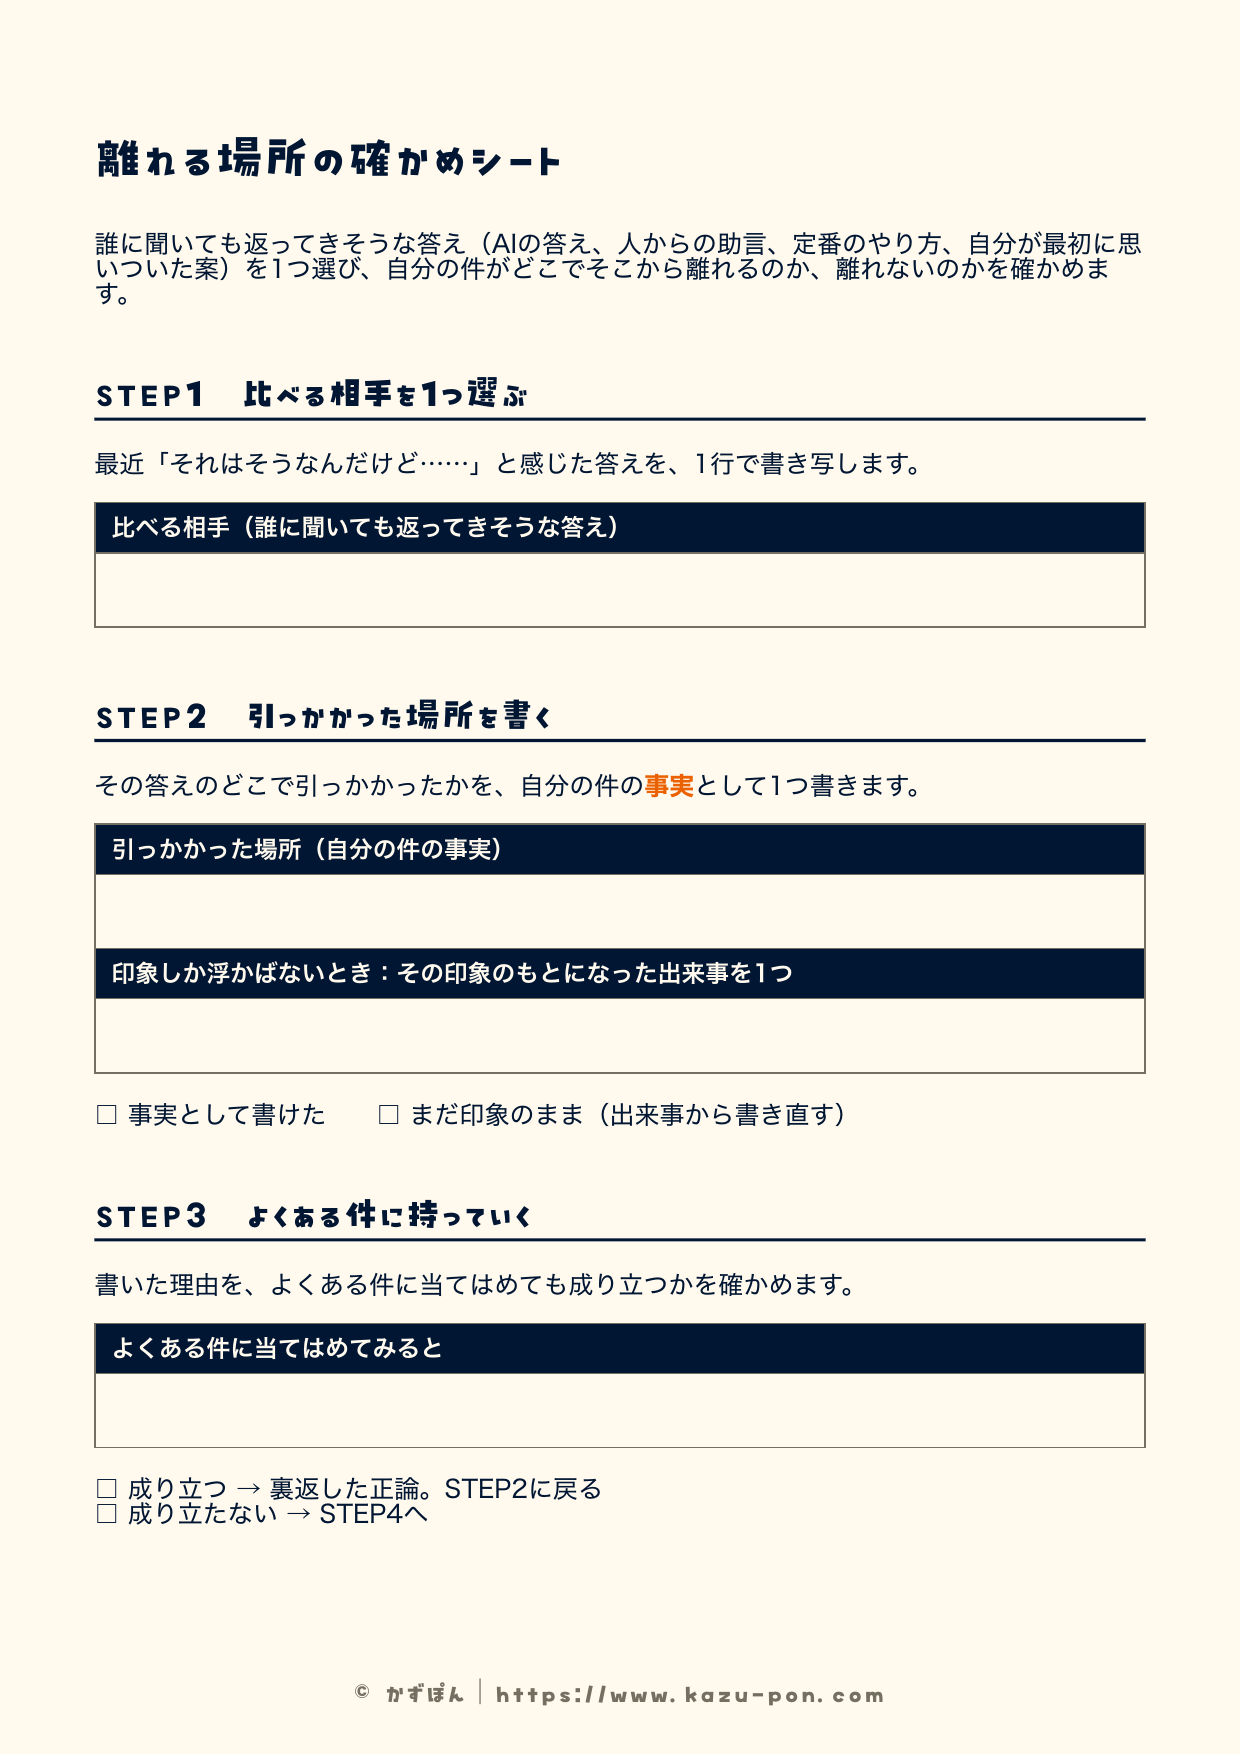 離れる場所の確かめシート
誰に聞いても返ってきそうな答え（AIの答え、人からの助言、定番のやり方、自分が最初に思
いついた案）を1つ選び、自分の件がどこでそこから離れるのか、離れないのかを確かめま
す。
STEP1　比べる相手を1つ選ぶ
最近「それはそうなんだけど……」と感じた答えを、1行で書き写します。
比べる相手（誰に聞いても返ってきそうな答え）
STEP2　引っかかった場所を書く
その答えのどこで引っかかったかを、自分の件の事実として1つ書きます。
引っかかった場所（自分の件の事実）
印象しか浮かばないとき：その印象のもとになった出来事を1つ
□ 事実として書けた　　□ まだ印象のまま（出来事から書き直す）
STEP3　よくある件に持っていく
書いた理由を、よくある件に当てはめても成り立つかを確かめます。
よくある件に当てはめてみると
□ 成り立つ → 裏返した正論。STEP2に戻る
□ 成り立たない → STEP4へ
© かずぽん｜https://www.kazu-pon.com